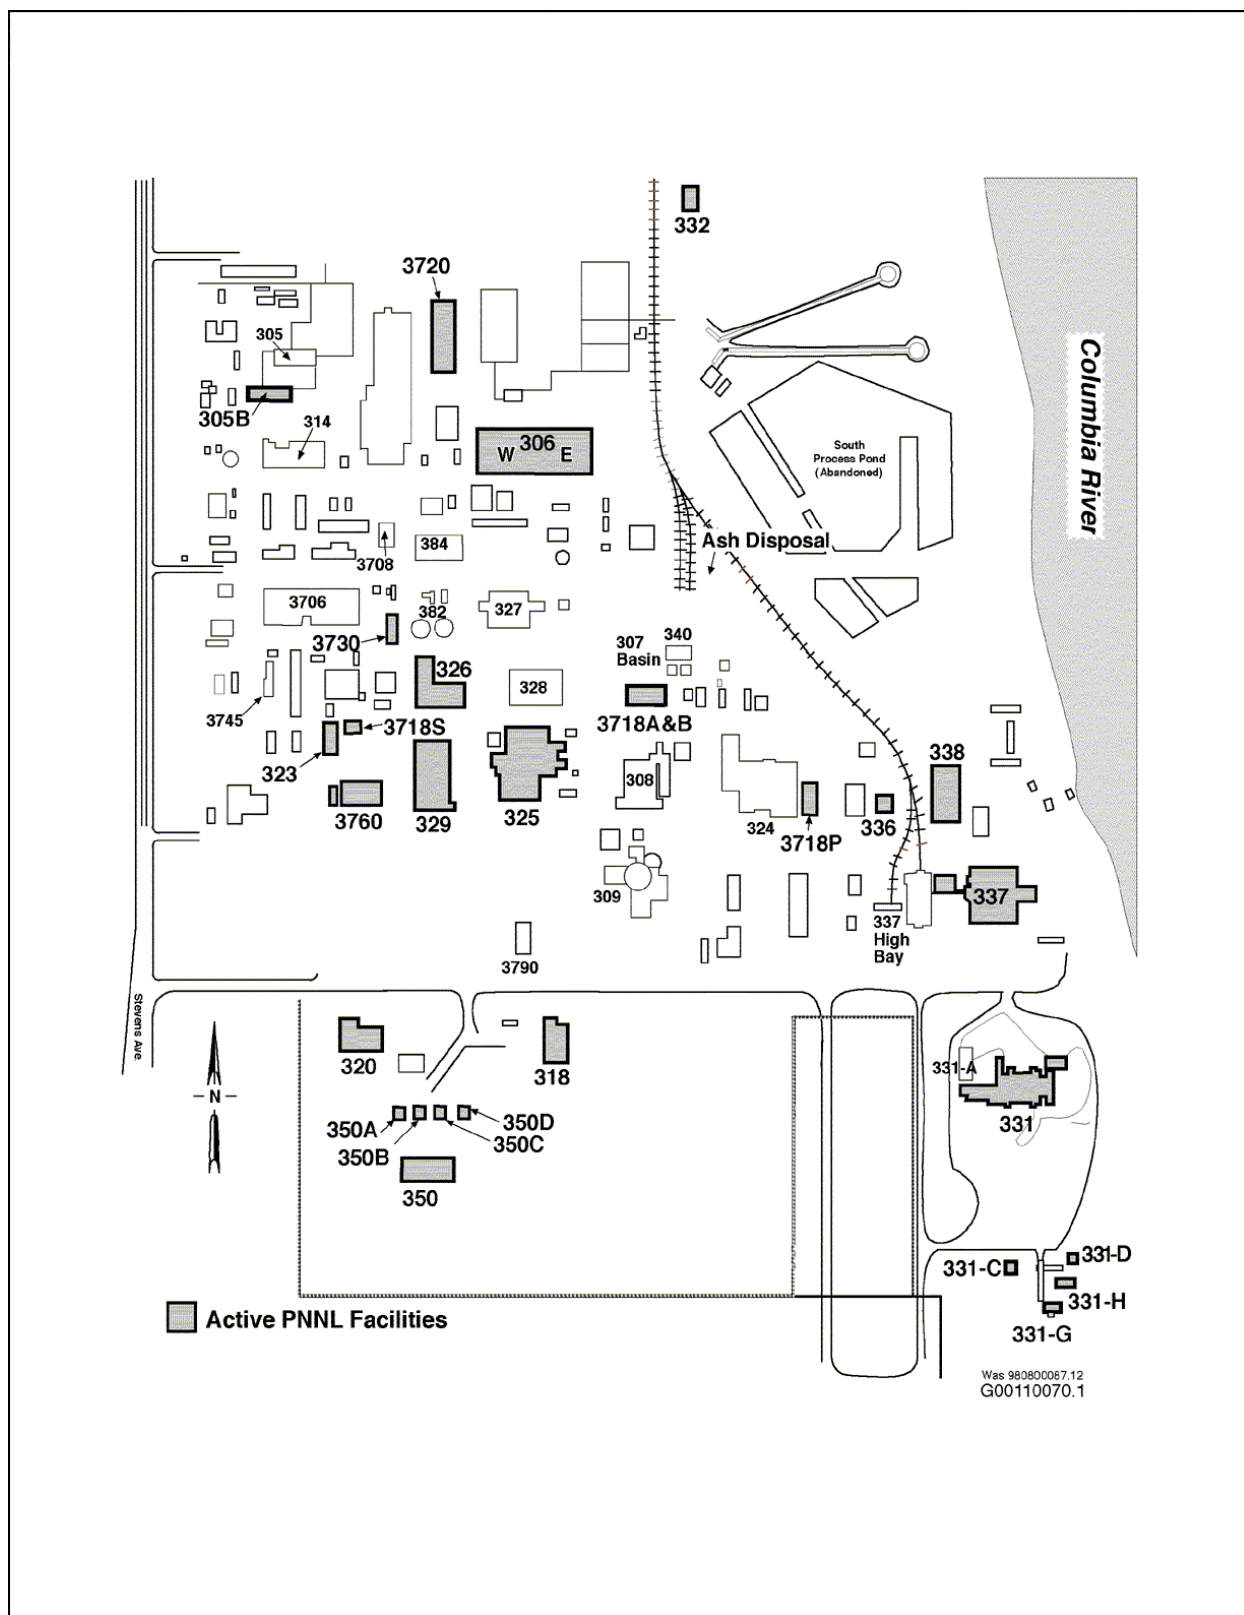 332
3720
305
305B
314
306
W E
South
Process Pond
(Abandoned)
Columbia River
Ash Disposal
384
3708
3706
382
327
3730
307
Basin
340
326
328
3745
3718S
3718A&B
323
308
338
3760
329
325
324
3718P
336
309
337
337
High
Bay
3790
Stevens Ave.
N
320
318
331-A
331
350A
350B
350C
350D
350
331-C
331-D
331-H
331-G
Active PNNL Facilities
Was 980800087.12
G00110070.1